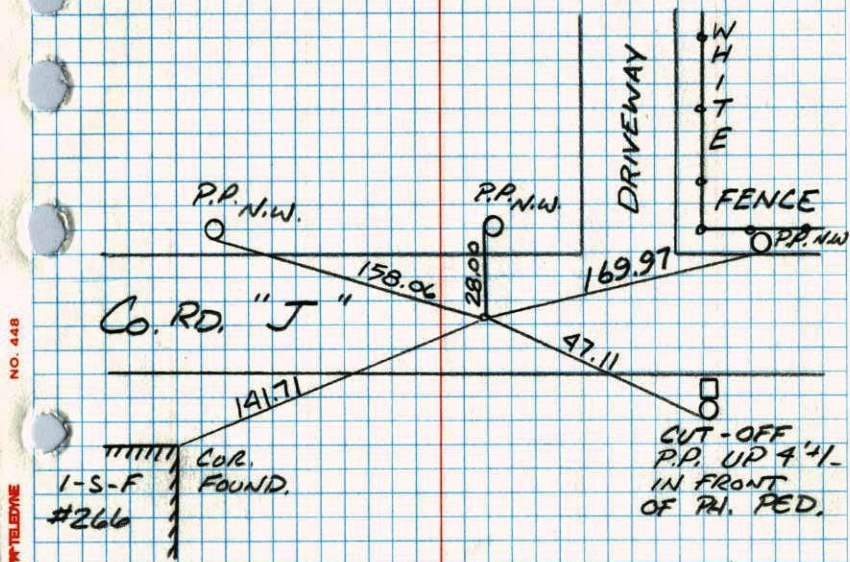 WHITE
FENCE
DRIVEWAY
P.P. N.W.
P.P. N.W.
P.P. N.W
158.06
28.00
169.97
Co. RD. "J"
47.11
141.71
COR.
FOUND.
1-S-F
#266
CUT-OFF
P.P. UP 4'+/-
IN FRONT
OF PH. PED.
NO. 448
TELEDYNE